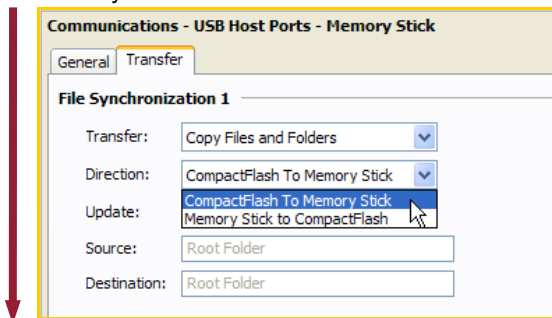 Communications - USB Host Ports - Memory Stick
General Transfer
File Synchronization 1
Transfer: Copy Files and Folders
Direction: CompactFlash To Memory Stick
CompactFlash To Memory Stick
Update: Memory Stick to CompactFlash
Source: Root Folder
Destination: Root Folder